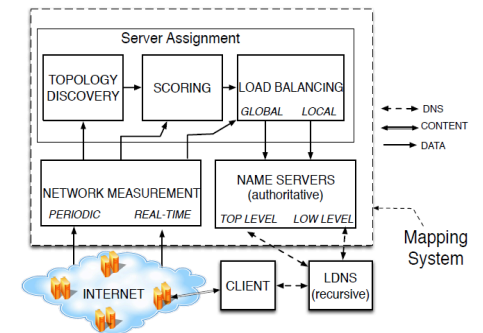 Server Assignment
TOPOLOGY
DISCOVERY
SCORING
LOAD BALANCING
GLOBAL LOCAL
DNS
CONTENT
DATA
NETWORK MEASUREMENT
PERIODIC REAL-TIME
NAME SERVERS
(authoritative)
TOP LEVEL LOW LEVEL
Mapping
System
INTERNET
CLIENT
LDNS
(recursive)